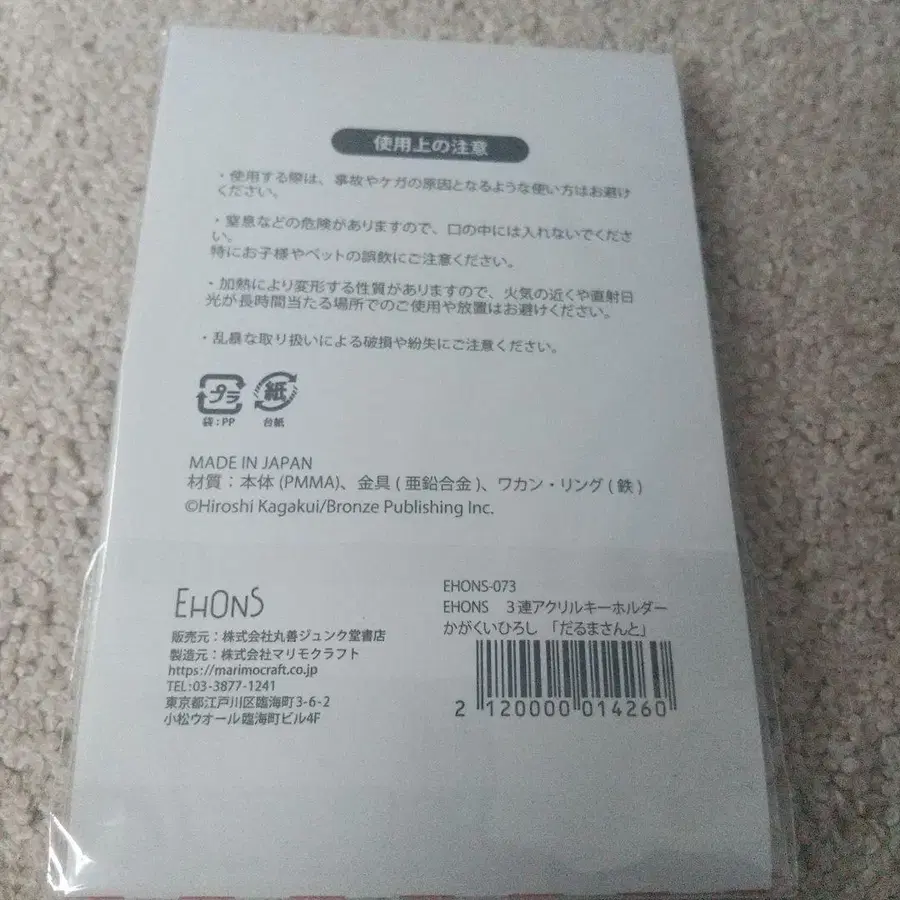 使用上の注意
・使用する際は、事故やケガの原因となるような使い方はお避け
ください。
・窒息などの危険がありますので、口の中には入れないでくださ
い。
特にお子様やペットの誤飲にご注意ください。
・加熱により変形する性質がありますので、火気の近くや直射日
光が長時間当たる場所でのご使用や放置はお避けください。
・乱暴な取り扱いによる破損や紛失にご注意ください。
プラ 紙
袋:PP 台紙
MADE IN JAPAN
材質:本体(PMMA)、金具(亜鉛合金)、ワカン・リング(鉄)
©Hiroshi Kagakui/Bronze Publishing Inc.
EHONS
販売元:株式会社丸善ジュンク堂書店
製造元:株式会社マリモクラフト
https://marimocraft.co.jp
TEL:03-3877-1241
東京都江戸川区臨海町3-6-2
小松ウオール臨海町ビル4F
EHONS-073
EHONS 3連アクリルキーホルダー
かがくいひろし 「だるまさんと」
2 120000 014260